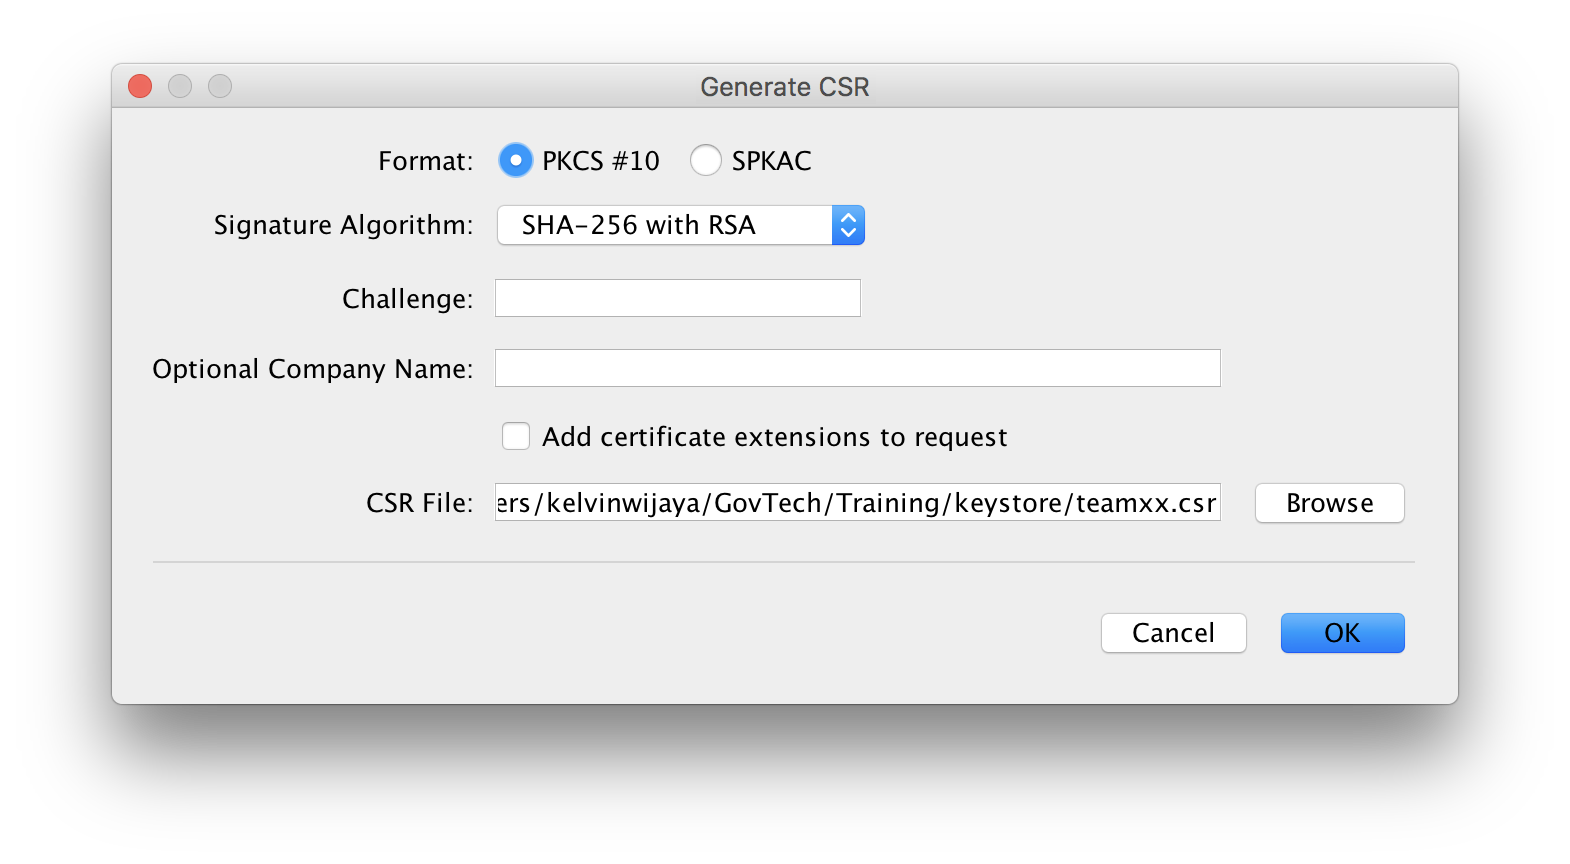 Generate CSR
Format: PKCS #10 SPKAC
Signature Algorithm: SHA-256 with RSA
Challenge:
Optional Company Name:
Add certificate extensions to request
CSR File: ers/kelvinwijaya/GovTech/Training/keystore/teamxx.csr Browse
Cancel OK